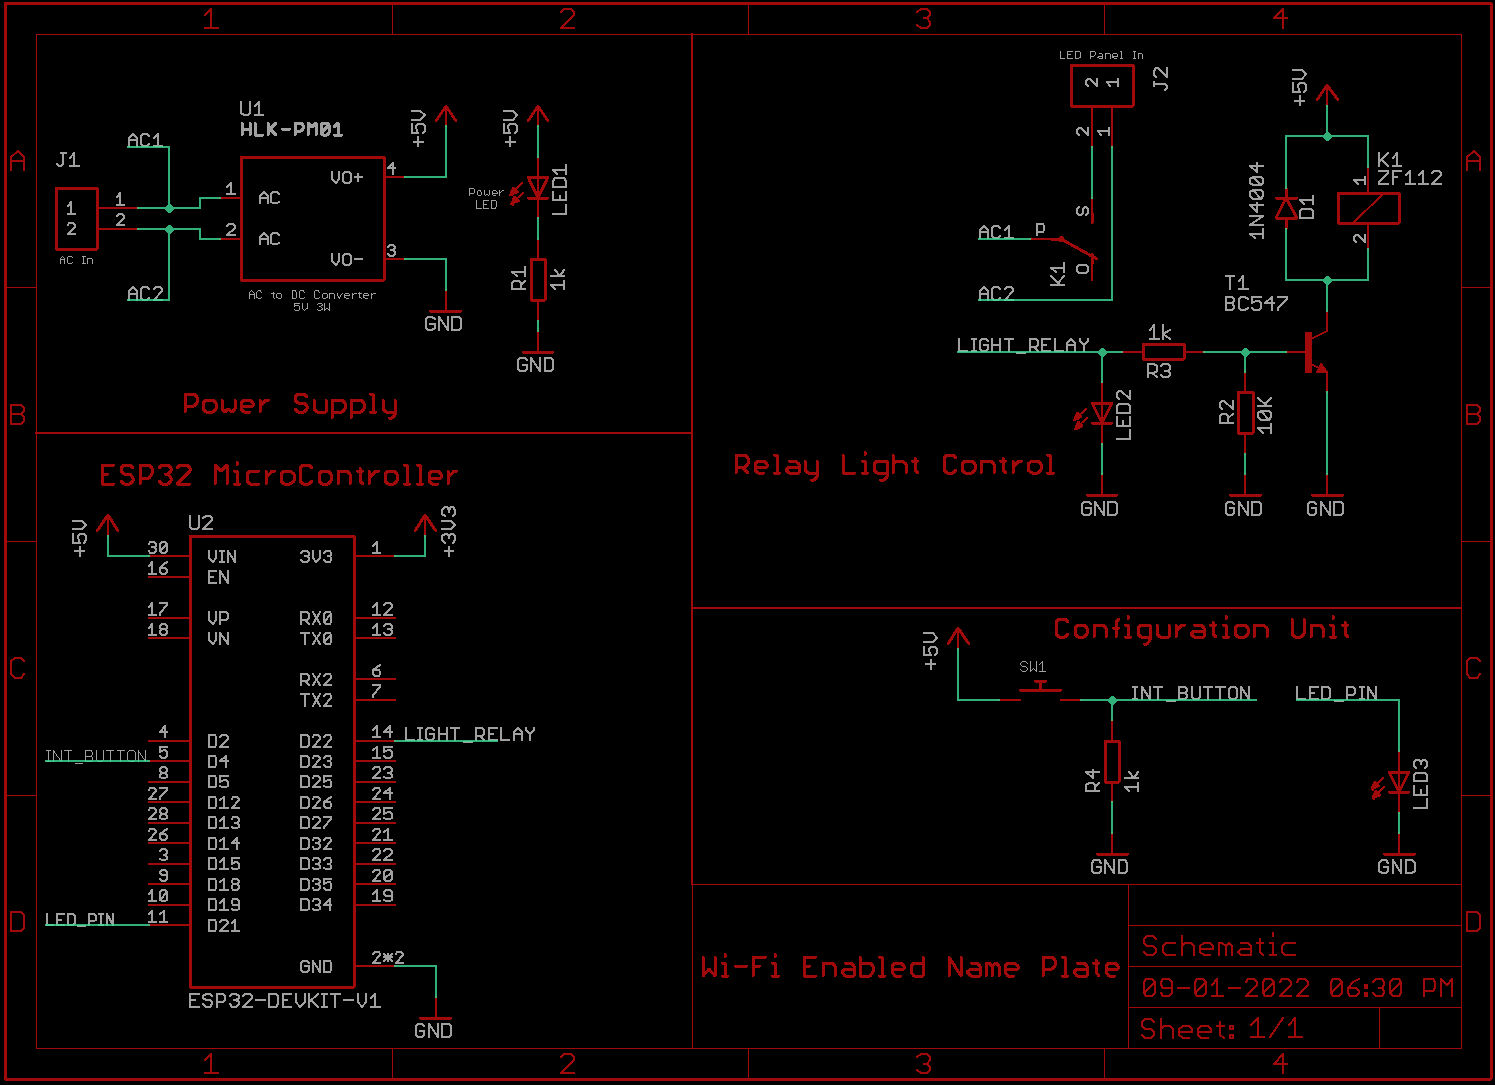 1
2
3
4
A
B
C
D
J1
1
2
AC In
1
2
AC1
AC2
U1
HLK-PM01
1
AC
2
AC
VO+
4
VO-
3
AC to DC Converter
5V 3W
+5V
GND
+5V
Power
LED
LED1
R1
1k
GND
Power Supply
LED Panel In
2
1
J2
2
1
AC1
P
S
O
K1
AC2
+5V
1N4004
D1
K1
ZF112
1
2
T1
BC547
LIGHT_RELAY
1k
R3
LED2
R2
10K
GND
GND
GND
Relay Light Control
ESP32 MicroController
+5V
U2
+3V3
30
VIN
3V3
1
16
EN
17
VP
RX0
12
18
VN
TX0
13
RX2
6
TX2
7
4
D2
D22
14
LIGHT_RELAY
INT_BUTTON
5
D4
D23
15
8
D5
D25
23
27
D12
D26
24
28
D13
D27
25
26
D14
D32
21
3
D15
D33
22
9
D18
D35
20
10
D19
D34
19
LED_PIN
11
D21
GND
2*2
ESP32-DEVKIT-V1
GND
Configuration Unit
+5V
SW1
INT_BUTTON
LED_PIN
R4
1k
LED3
GND
GND
Wi-Fi Enabled Name Plate
Schematic
09-01-2022 06:30 PM
Sheet: 1/1
A
B
C
D
1
2
3
4